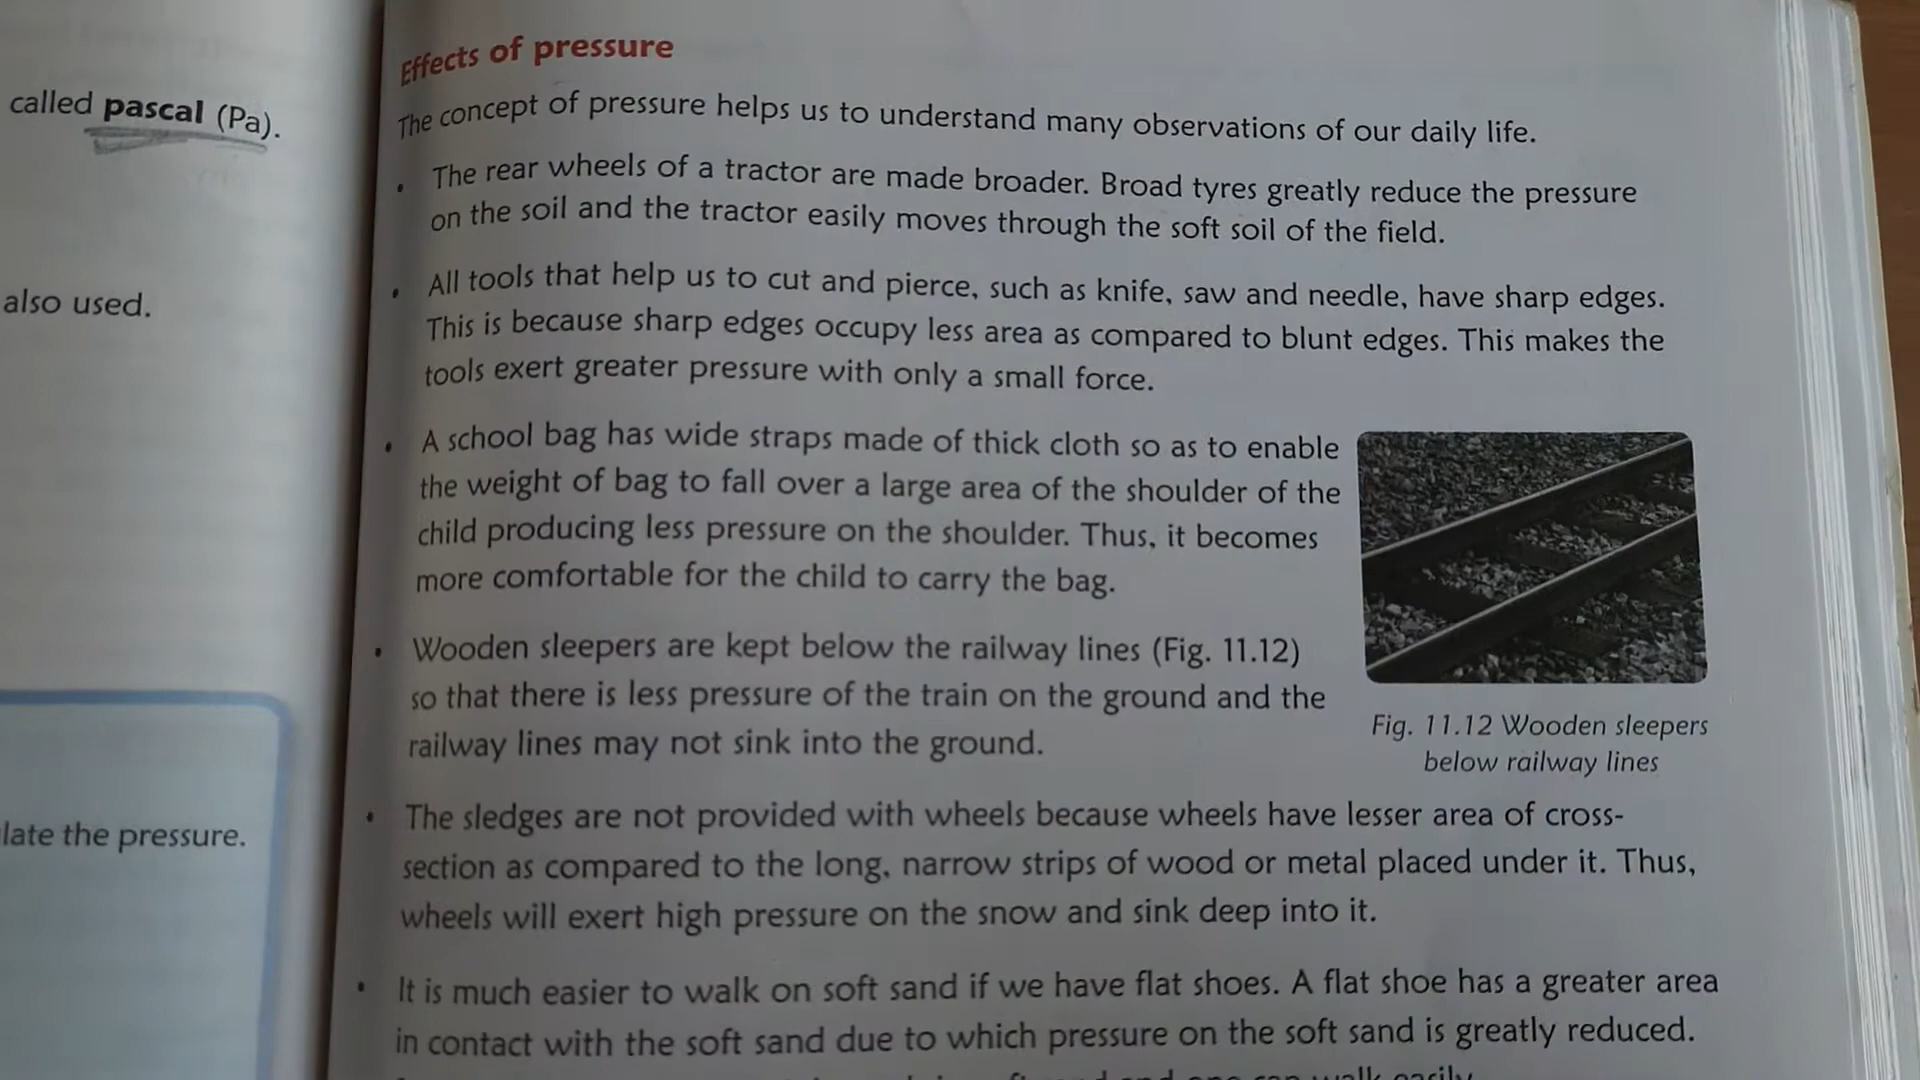 called pascal (Pa).
also used.
late the pressure.
Effects of pressure
The concept of pressure helps us to understand many observations of our daily life.
• The rear wheels of a tractor are made broader. Broad tyres greatly reduce the pressure
on the soil and the tractor easily moves through the soft soil of the field.
• All tools that help us to cut and pierce, such as knife, saw and needle, have sharp edges.
This is because sharp edges occupy less area as compared to blunt edges. This makes the
tools exert greater pressure with only a small force.
• A school bag has wide straps made of thick cloth so as to enable
the weight of bag to fall over a large area of the shoulder of the
child producing less pressure on the shoulder. Thus, it becomes
more comfortable for the child to carry the bag.
• Wooden sleepers are kept below the railway lines (Fig. 11.12)
so that there is less pressure of the train on the ground and the
railway lines may not sink into the ground.
Fig. 11.12 Wooden sleepers
below railway lines
• The sledges are not provided with wheels because wheels have lesser area of cross-
section as compared to the long, narrow strips of wood or metal placed under it. Thus,
wheels will exert high pressure on the snow and sink deep into it.
• It is much easier to walk on soft sand if we have flat shoes. A flat shoe has a greater area
in contact with the soft sand due to which pressure on the soft sand is greatly reduced.
walk easily